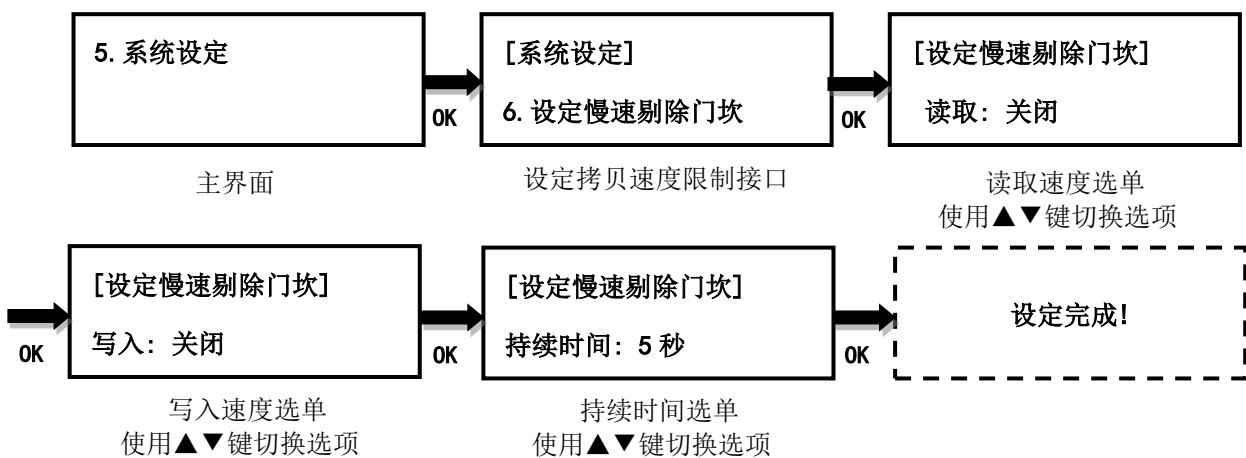 5. 系统设定
OK
[系统设定]
6. 设定慢速剔除门坎
OK
[设定慢速剔除门坎]
读取: 关闭
主界面
设定拷贝速度限制接口
读取速度选单
使用▲▼键切换选项
OK
[设定慢速剔除门坎]
写入: 关闭
OK
[设定慢速剔除门坎]
持续时间: 5 秒
OK
设定完成!
写入速度选单
使用▲▼键切换选项
持续时间选单
使用▲▼键切换选项